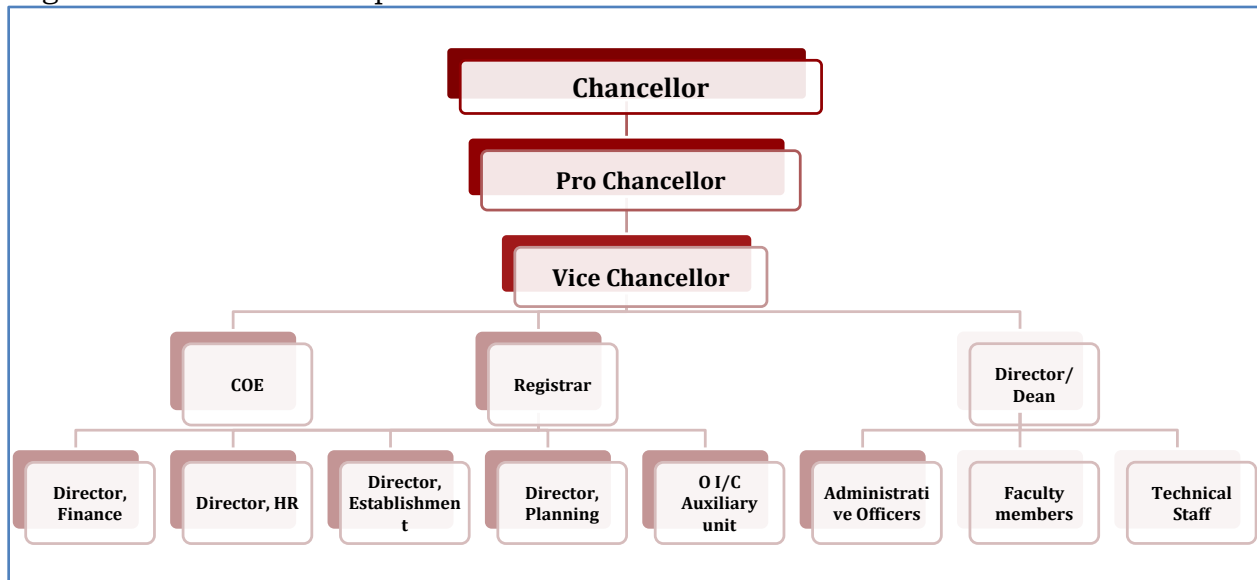 Chancellor
Pro Chancellor
Vice Chancellor
COE
Registrar
Director/
Dean
Director,
Finance
Director, HR
Director,
Establishmen
t
Director,
Planning
O I/C
Auxiliary
unit
Administrati
ve Officers
Faculty
members
Technical
Staff